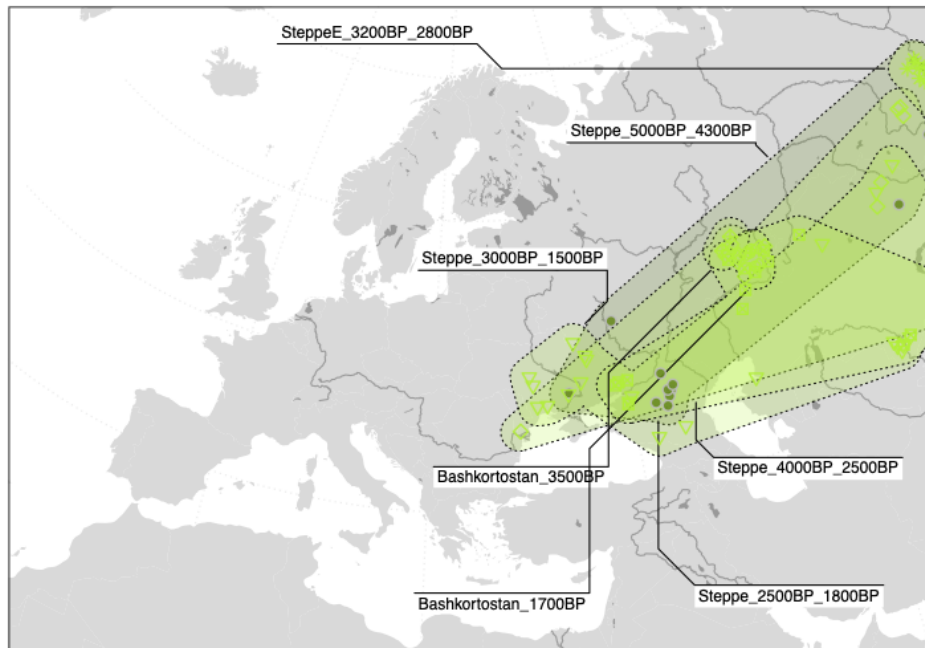 SteppeE_3200BP_2800BP
Steppe_5000BP_4300BP
Steppe_3000BP_1500BP
Bashkortostan_3500BP
Steppe_4000BP_2500BP
Bashkortostan_1700BP
Steppe_2500BP_1800BP